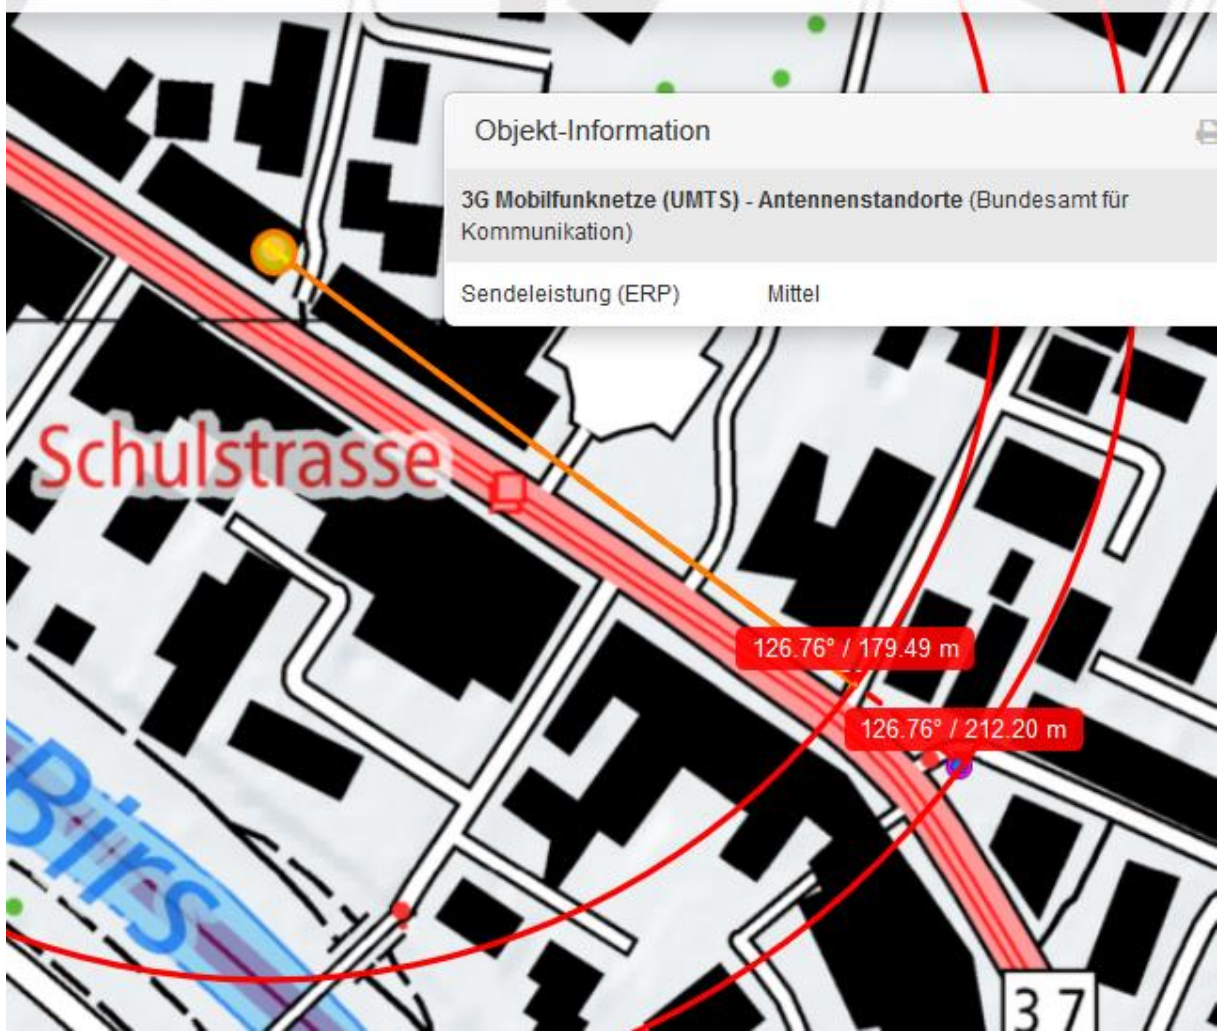 Objekt-Information
3G Mobilfunknetze (UMTS) - Antennenstandorte (Bundesamt für
Kommunikation)
Sendeleistung (ERP) Mittel
Schulstrasse
126.76° / 179.49 m
126.76° / 212.20 m
Birs
37